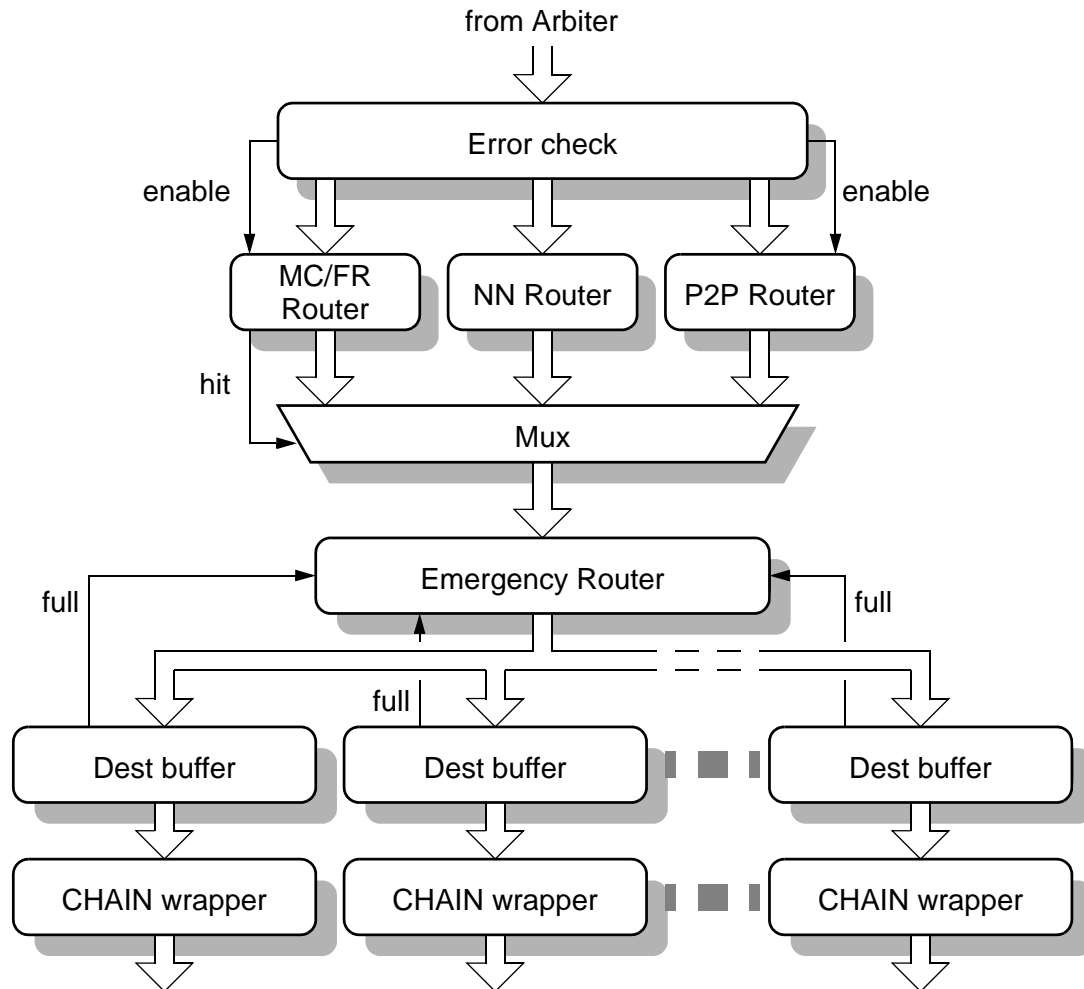 from Arbiter
Error check
enable
enable
MC/FR
Router
NN Router
P2P Router
hit
Mux
Emergency Router
full
full
full
Dest buffer
Dest buffer
Dest buffer
CHAIN wrapper
CHAIN wrapper
CHAIN wrapper